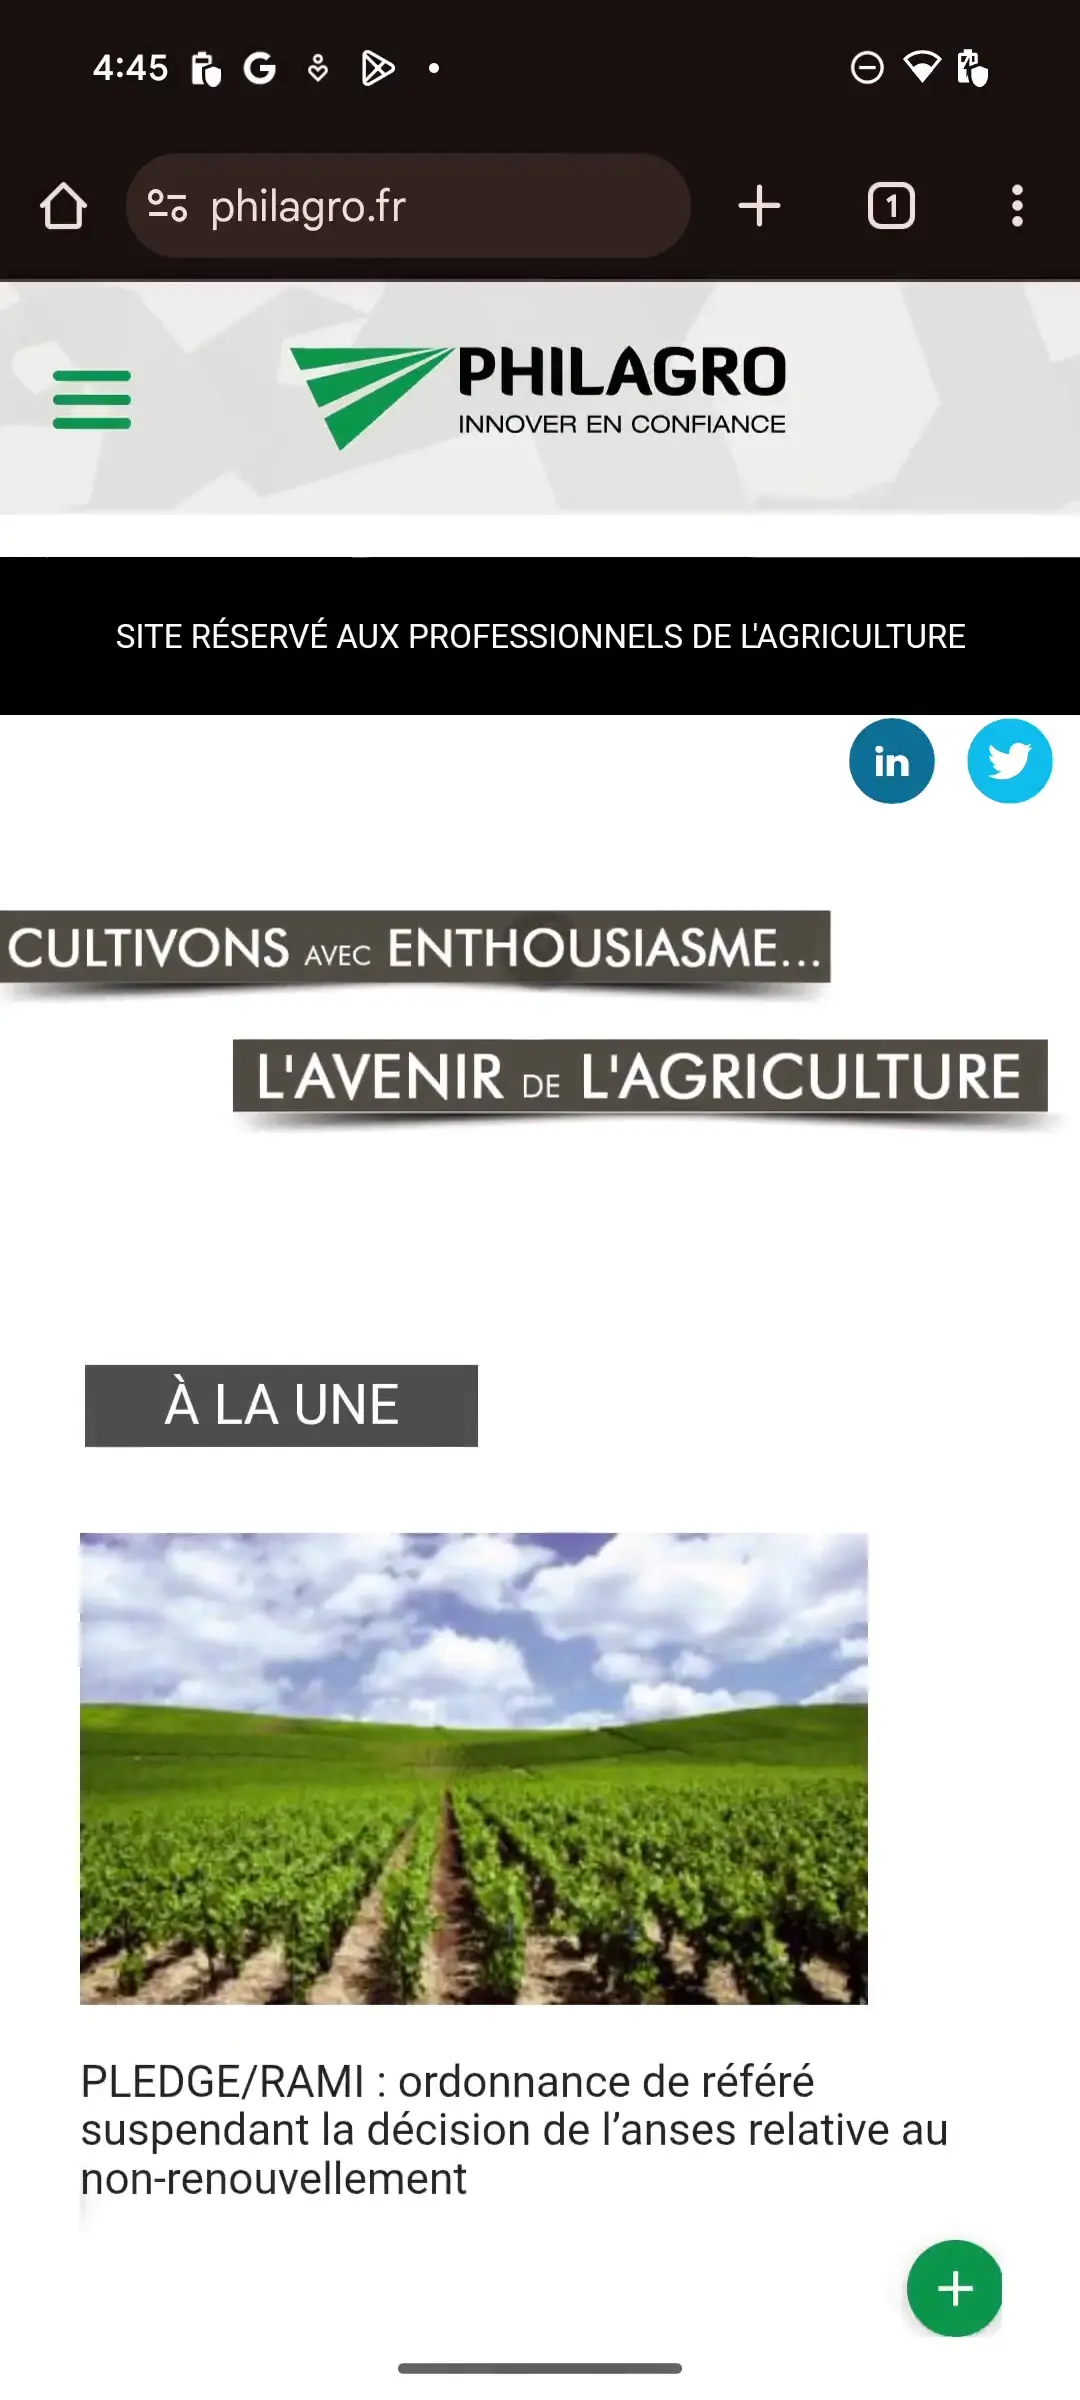 4:45
philagro.fr
1
PHILAGRO
INNOVER EN CONFIANCE
SITE RÉSERVÉ AUX PROFESSIONNELS DE L'AGRICULTURE
in
CULTIVONS AVEC ENTHOUSIASME...
L'AVENIR DE L'AGRICULTURE
À LA UNE
PLEDGE/RAMI : ordonnance de référé
suspendant la décision de l’anses relative au
non-renouvellement